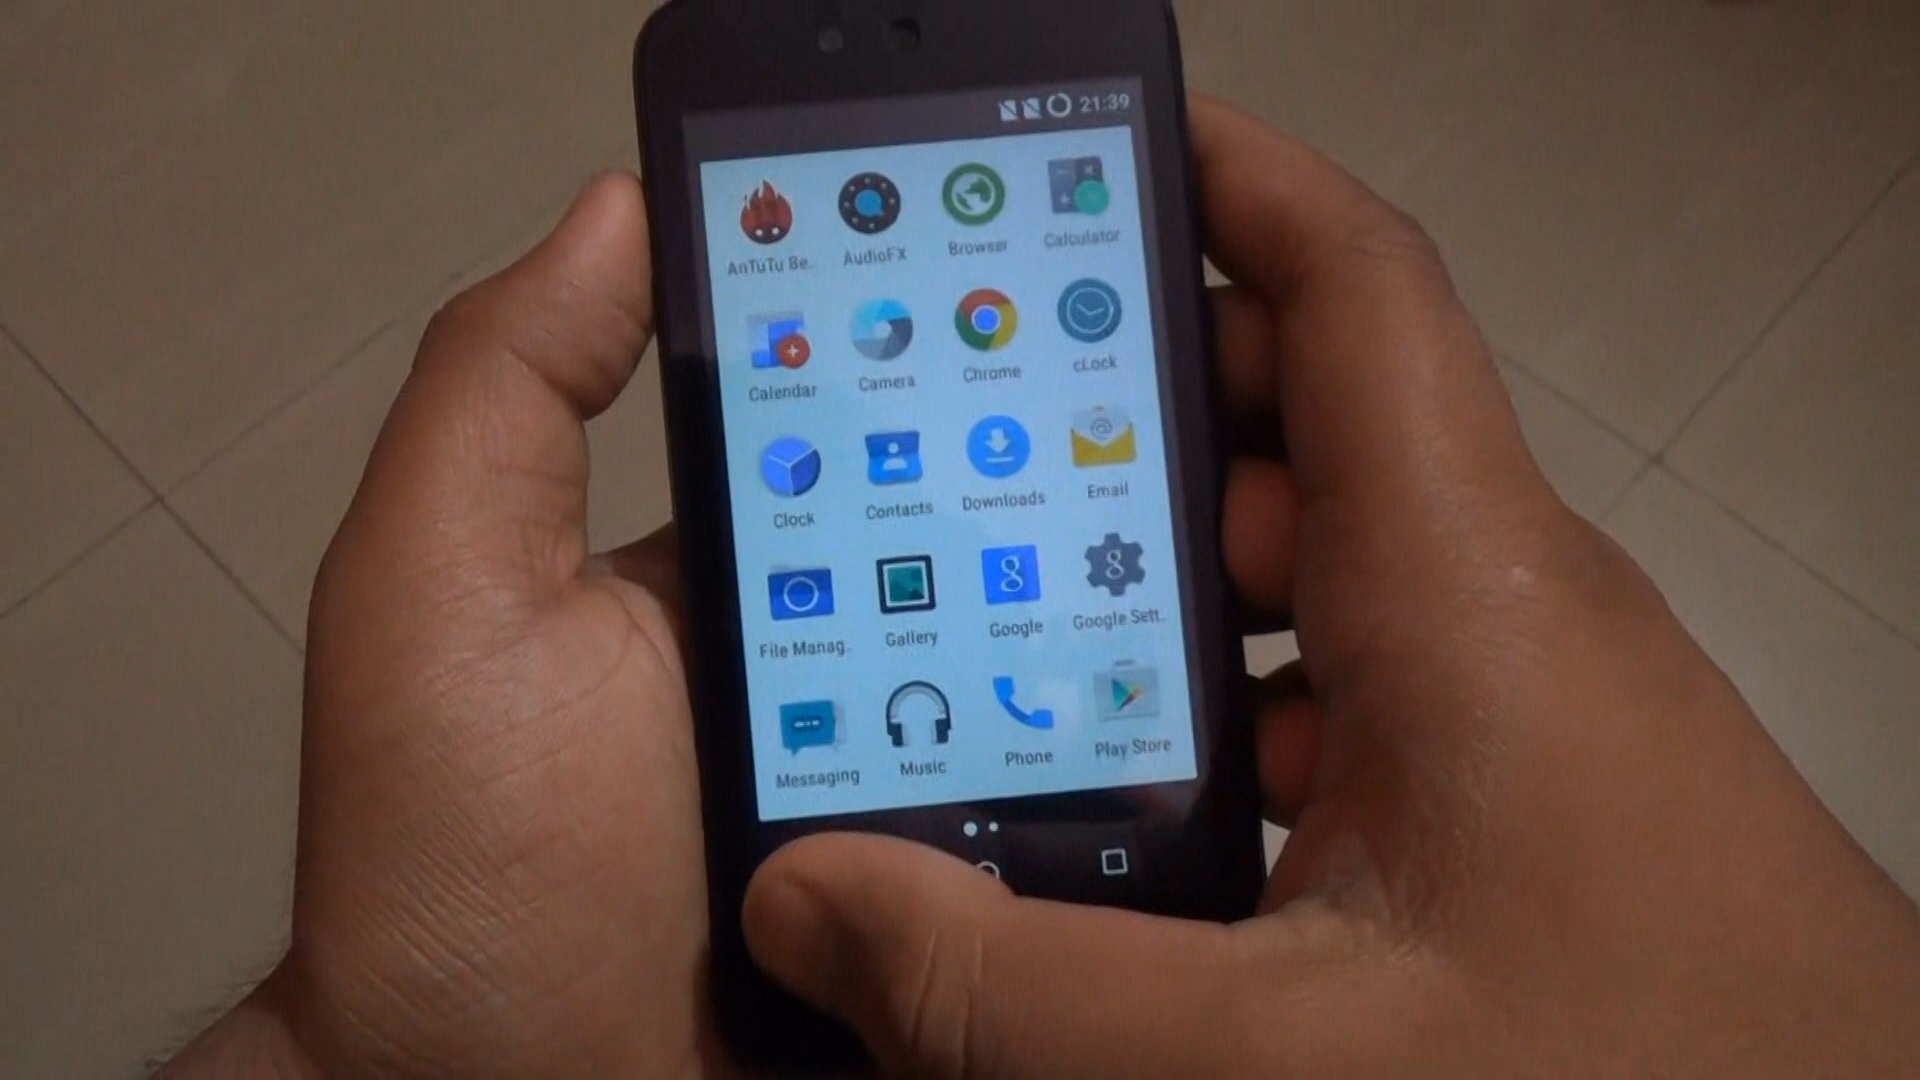 21:39
AnTuTu Be..
AudioFX
Browser
Calculator
Calendar
Camera
Chrome
cLock
Clock
Contacts
Downloads
Email
File Manag..
Gallery
g
Google
g
Google Sett..
Messaging
Music
Phone
Play Store